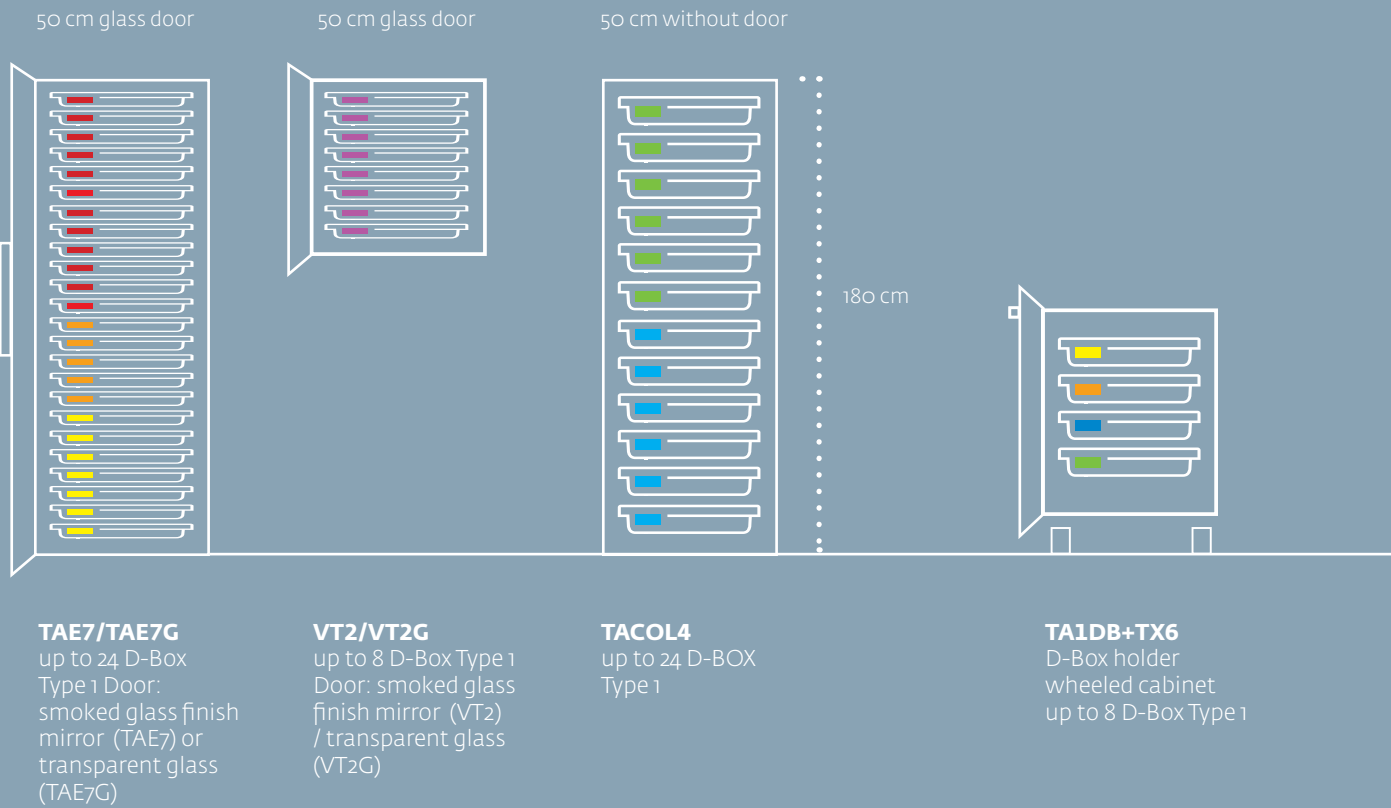 50 cm glass door
50 cm glass door
50 cm without door
180 cm
TAE7/TAE7G
up to 24 D-Box
Type 1 Door:
smoked glass finish
mirror (TAE7) or
transparent glass
(TAE7G)
VT2/VT2G
up to 8 D-Box Type 1
Door: smoked glass
finish mirror (VT2)
/ transparent glass
(VT2G)
TACOL4
up to 24 D-BOX
Type 1
TA1DB+TX6
D-Box holder
wheeled cabinet
up to 8 D-Box Type 1